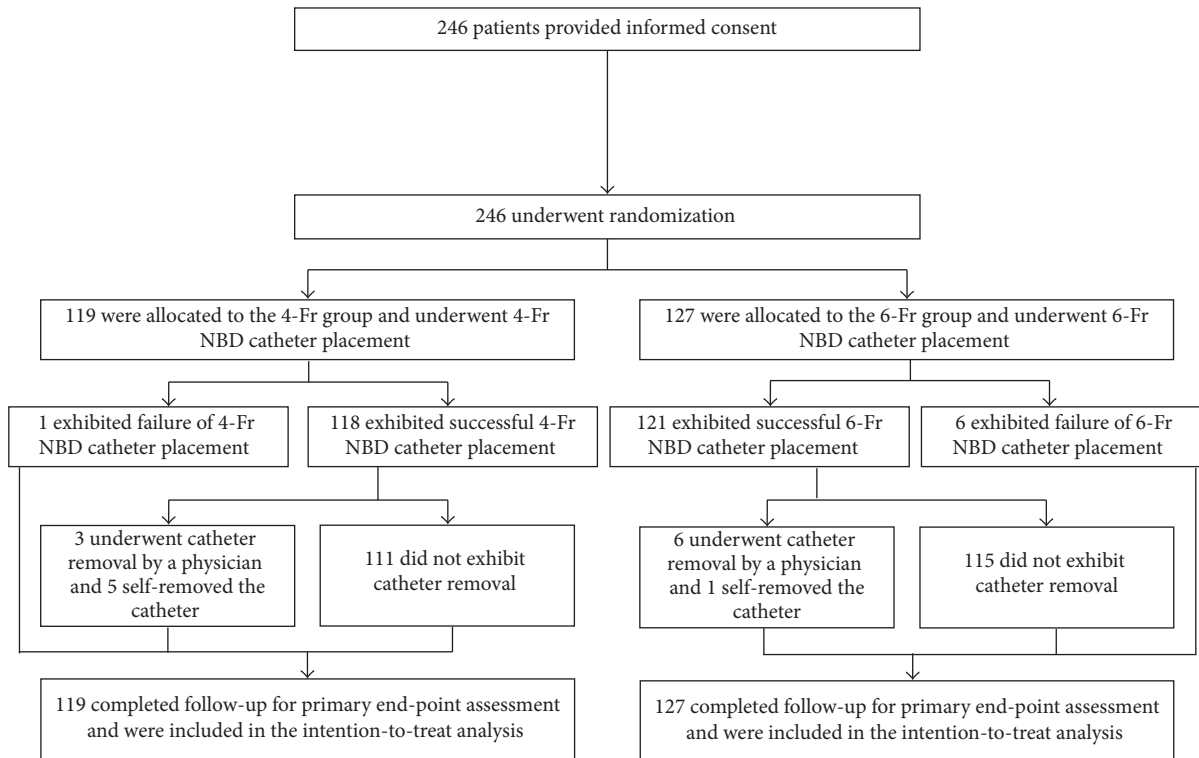 246 patients provided informed consent
246 underwent randomization
119 were allocated to the 4-Fr group and underwent 4-Fr
NBD catheter placement
127 were allocated to the 6-Fr group and underwent 6-Fr
NBD catheter placement
1 exhibited failure of 4-Fr
NBD catheter placement
118 exhibited successful 4-Fr
NBD catheter placement
121 exhibited successful 6-Fr
NBD catheter placement
6 exhibited failure of 6-Fr
NBD catheter placement
3 underwent catheter
removal by a physician
and 5 self-removed the
catheter
111 did not exhibit
catheter removal
6 underwent catheter
removal by a physician
and 1 self-removed the
catheter
115 did not exhibit
catheter removal
119 completed follow-up for primary end-point assessment
and were included in the intention-to-treat analysis
127 completed follow-up for primary end-point assessment
and were included in the intention-to-treat analysis